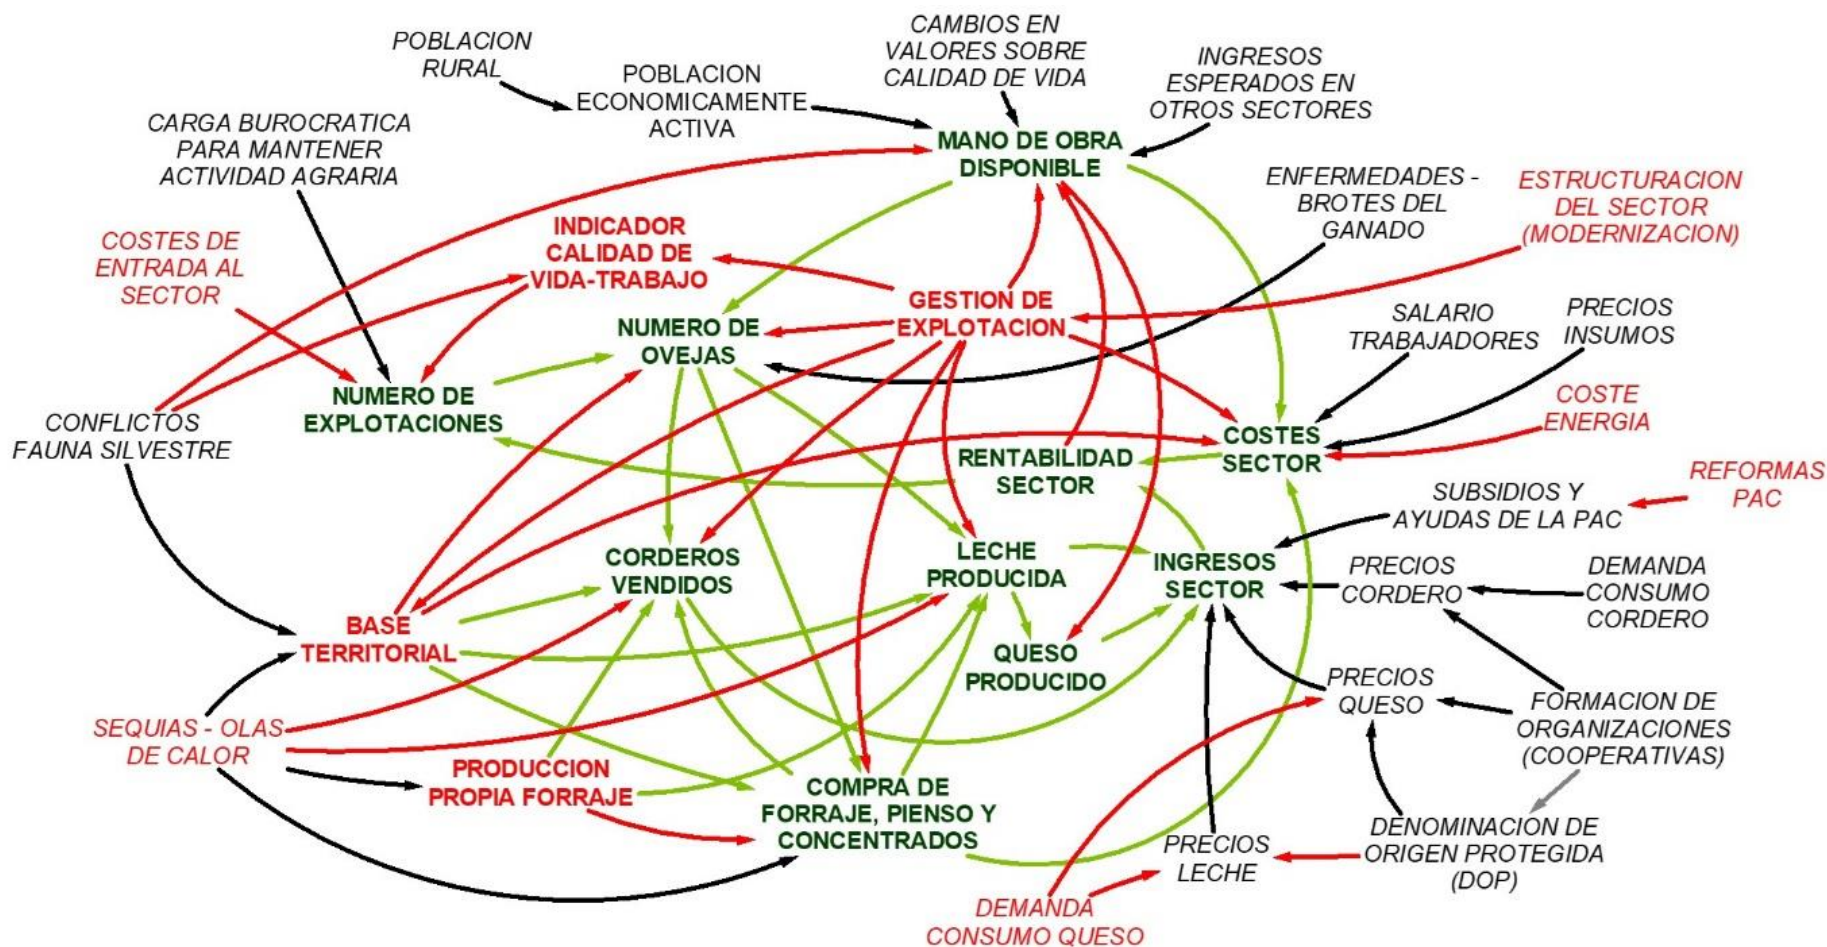 POBLACION
RURAL
POBLACION
ECONOMICAMENTE
ACTIVA
CAMBIOS EN
VALORES SOBRE
CALIDAD DE VIDA
INGRESOS
ESPERADOS EN
OTROS SECTORES
CARGA BUROCRATICA
PARA MANTENER
ACTIVIDAD AGRARIA
MANO DE OBRA
DISPONIBLE
ENFERMEDADES -
BROTES DEL
GANADO
ESTRUCTURACION
DEL SECTOR
(MODERNIZACION)
COSTES DE
ENTRADA AL
SECTOR
INDICADOR
CALIDAD DE
VIDA-TRABAJO
GESTION DE
EXPLOTACION
NUMERO DE
OVEJAS
SALARIO
TRABAJADORES
PRECIOS
INSUMOS
NUMERO DE
EXPLOTACIONES
CONFLICTOS
FAUNA SILVESTRE
COSTE
ENERGIA
COSTES
SECTOR
RENTABILIDAD
SECTOR
REFORMAS
PAC
SUBSIDIOS Y
AYUDAS DE LA PAC
CORDEROS
VENDIDOS
LECHE
PRODUCIDA
INGRESOS
SECTOR
PRECIOS
CORDERO
DEMANDA
CONSUMO
CORDERO
BASE
TERRITORIAL
QUESO
PRODUCIDO
PRECIOS
QUESO
FORMACION DE
ORGANIZACIONES
(COOPERATIVAS)
SEQUIAS - OLAS
DE CALOR
PRODUCCION
PROPIA FORRAJE
COMPRA DE
FORRAJE, PIENSO Y
CONCENTRADOS
PRECIOS
LECHE
DENOMINACION DE
ORIGEN PROTEGIDA
(DOP)
DEMANDA
CONSUMO QUESO